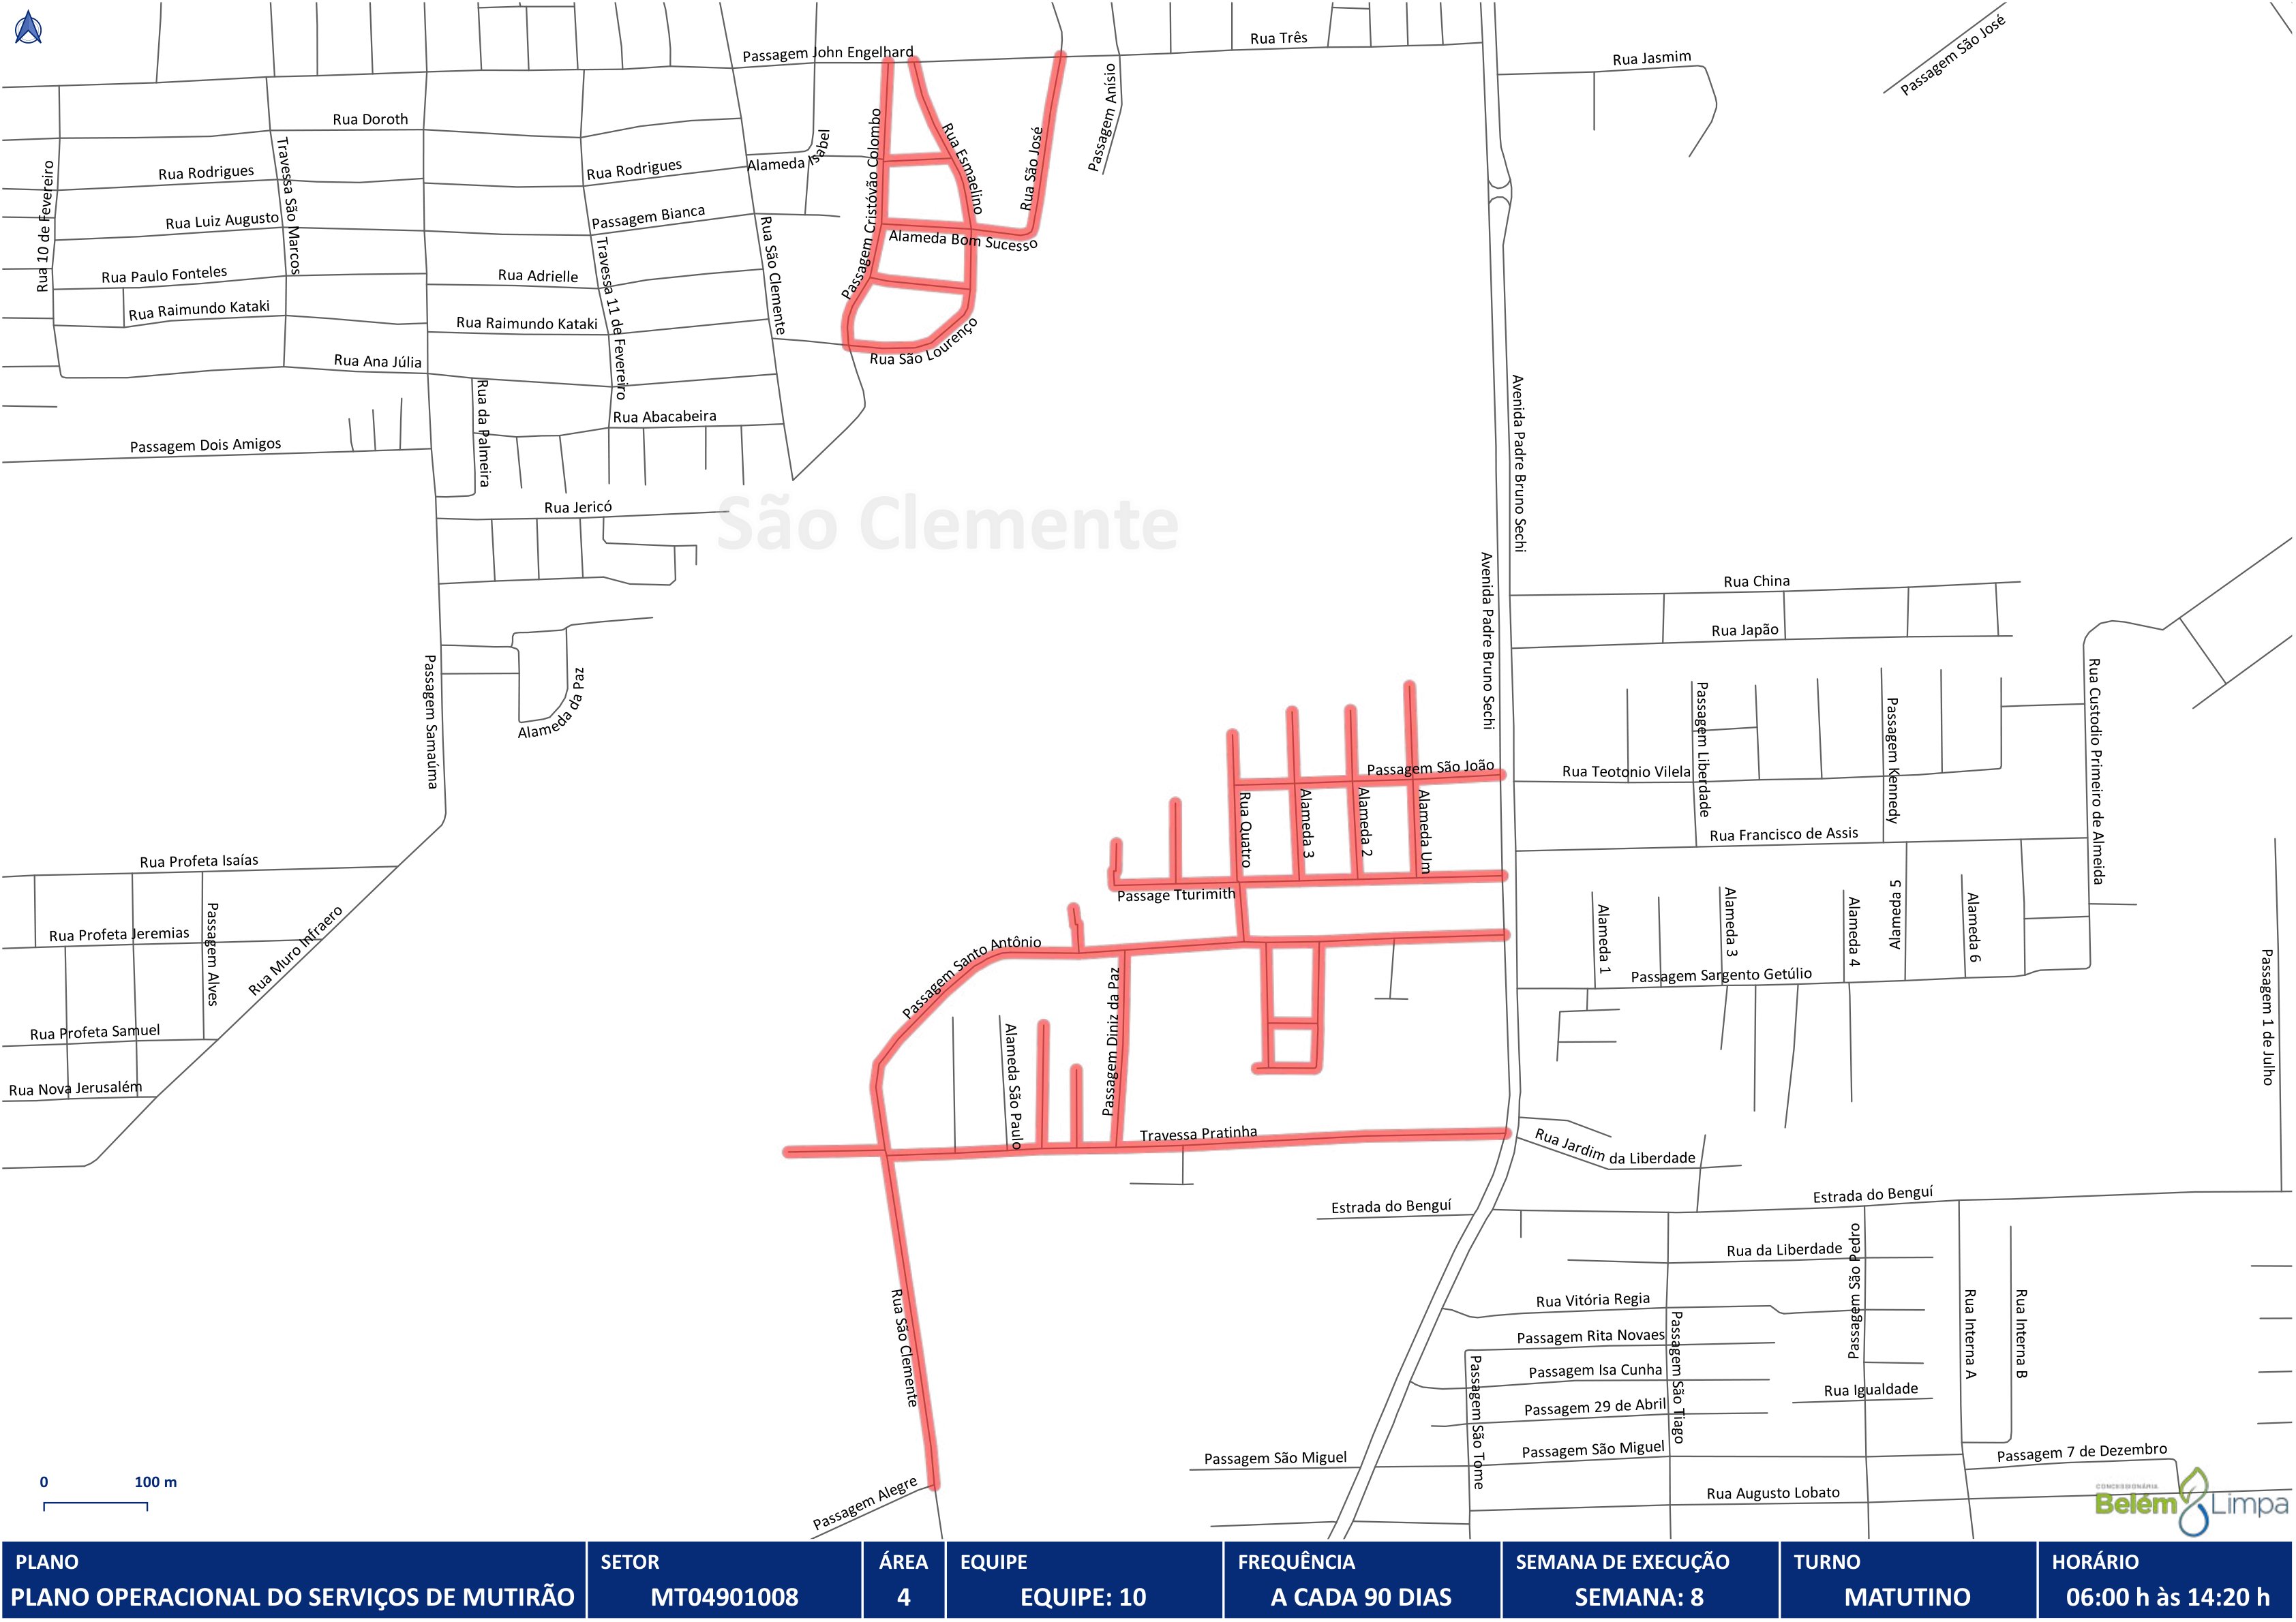 Passagem John Engelhard
Rua Três
Rua Jasmim
Passagem São José
Passagem Anísio
Rua Doroth
Travessa São Marcos
Rua 10 de Fevereiro
Rua Rodrigues
Rua Rodrigues
Alameda Isabel
Passagem Cristóvão Colombo
Rua Esmaelino
Rua São José
Rua Luiz Augusto
Passagem Bianca
Rua São Clemente
Alameda Bom Sucesso
Rua Paulo Fonteles
Rua Adrielle
Travessa 11 de Fevereiro
Rua Raimundo Kataki
Rua Raimundo Kataki
Rua São Lourenço
Rua Ana Júlia
Rua da Palmeira
Rua Abacabeira
Passagem Dois Amigos
Avenida Padre Bruno Sechi
Rua Jericó
São Clemente
Avenida Padre Bruno Sechi
Rua China
Rua Japão
Passagem Samaúma
Alameda da Paz
Passagem Liberdade
Passagem Kennedy
Rua Custodio Primeiro de Almeida
Passagem São João
Rua Teotonio Vilela
Rua Quatro
Alameda 3
Alameda 2
Alameda Um
Rua Francisco de Assis
Rua Profeta Isaías
Passage Tturimith
Alameda 1
Alameda 3
Alameda 4
Alameda 5
Alameda 6
Rua Profeta Jeremias
Passagem Alves
Rua Muro Infraero
Passagem Santo Antônio
Passagem Diniz da Paz
Passagem Sargento Getúlio
Passagem 1 de Julho
Rua Profeta Samuel
Alameda São Paulo
Rua Nova Jerusalém
Travessa Pratinha
Rua Jardim da Liberdade
Estrada do Benguí
Estrada do Benguí
Rua da Liberdade
Passagem São Pedro
Rua São Clemente
Rua Vitória Regia
Rua Interna A
Rua Interna B
Passagem Rita Novaes
Passagem São Tiago
Passagem Isa Cunha
Passagem São Tome
Rua Igualdade
Passagem 29 de Abril
Passagem São Miguel
Passagem São Miguel
Passagem 7 de Dezembro
0 100 m
Passagem Alegre
Rua Augusto Lobato
CONCESSIONÁRIA
Belém Limpa
PLANO
PLANO OPERACIONAL DO SERVIÇOS DE MUTIRÃO
SETOR
MT04901008
ÁREA
4
EQUIPE
EQUIPE: 10
FREQUÊNCIA
A CADA 90 DIAS
SEMANA DE EXECUÇÃO
SEMANA: 8
TURNO
MATUTINO
HORÁRIO
06:00 h às 14:20 h